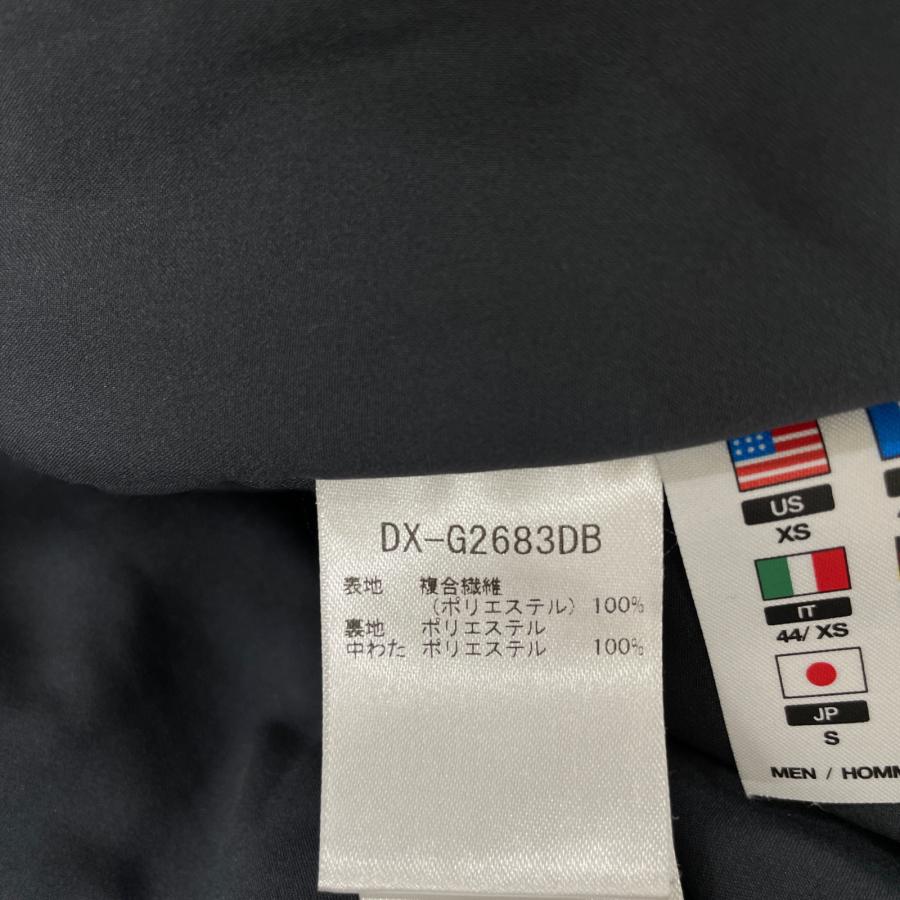 DX-G2683DB
表地 複合繊維
(ポリエステル) 100%
裏地 ポリエステル
中わた ポリエステル 100%
US
XS
IT
44/ XS
JP
S
MEN / HOMM